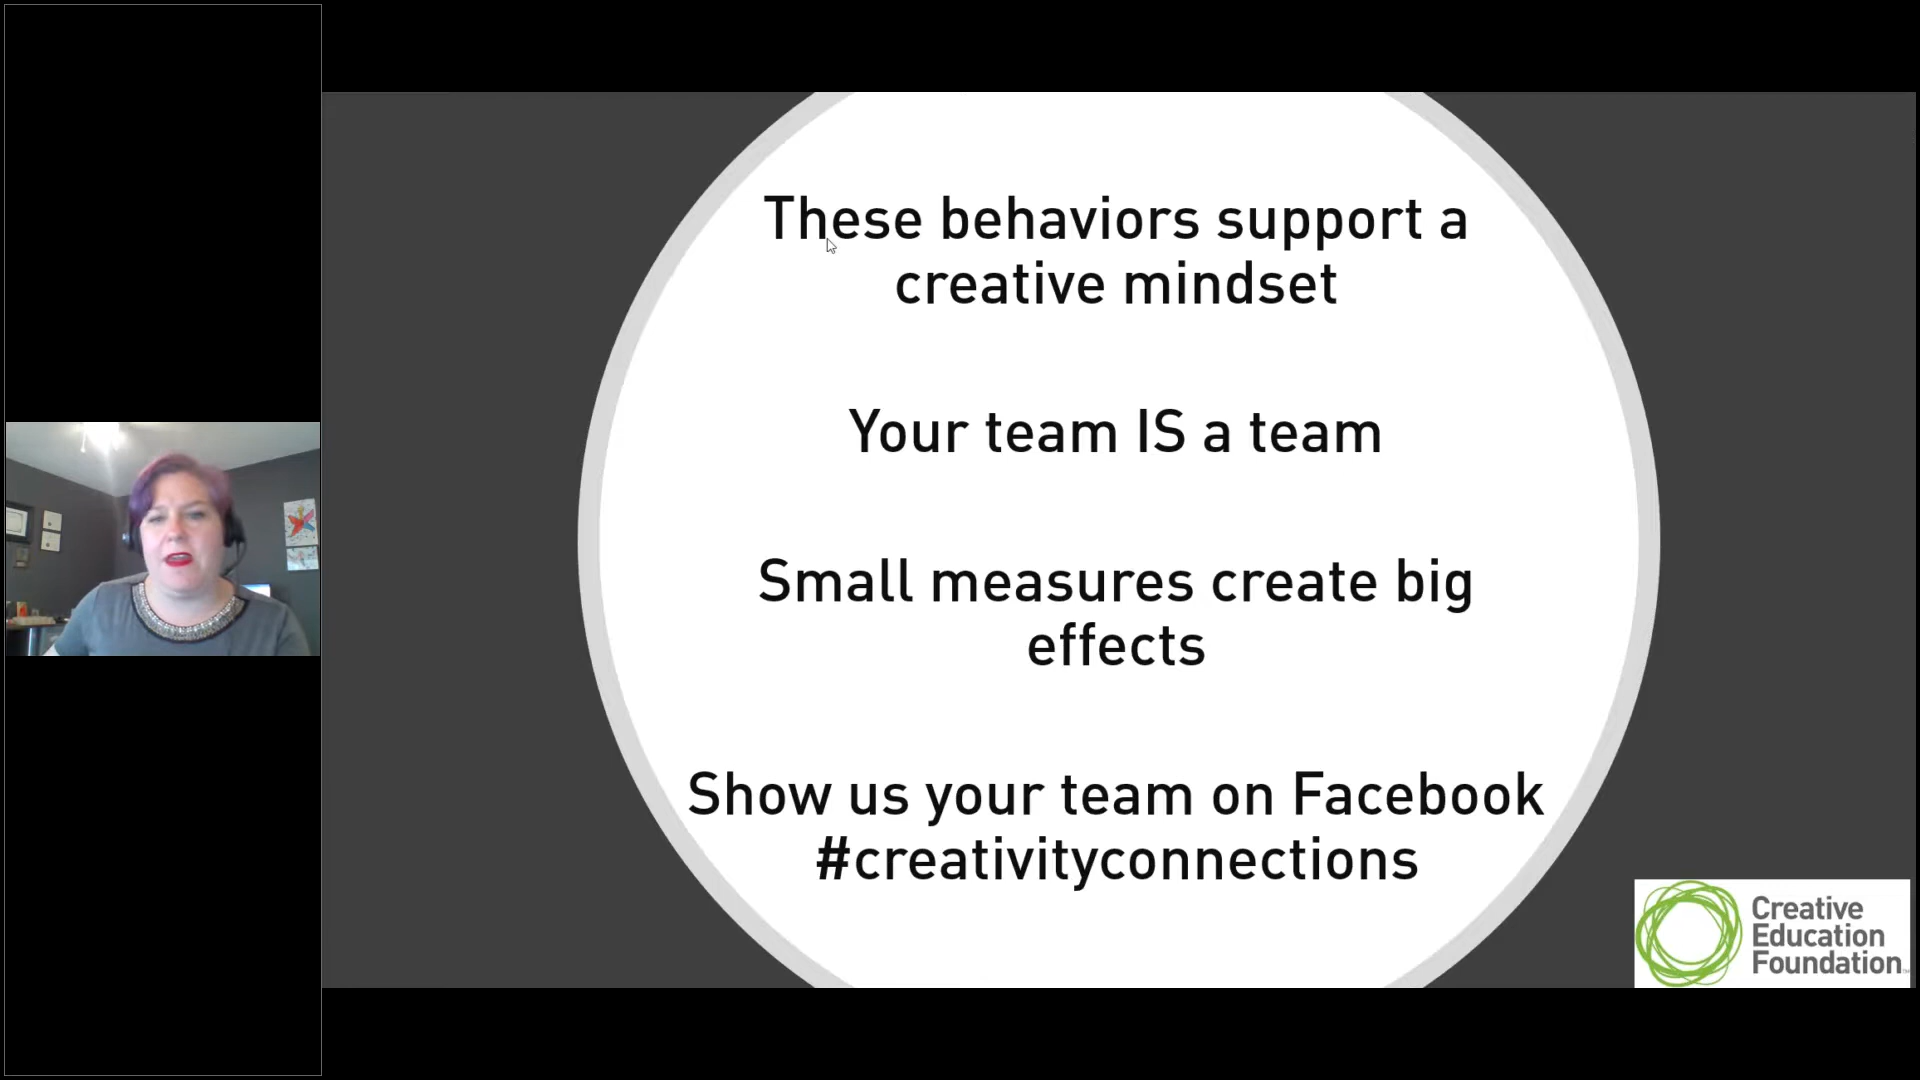 These behaviors support a
creative mindset
Your team IS a team
Small measures create big
effects
Show us your team on Facebook
#creativityconnections
Creative
Education
Foundation